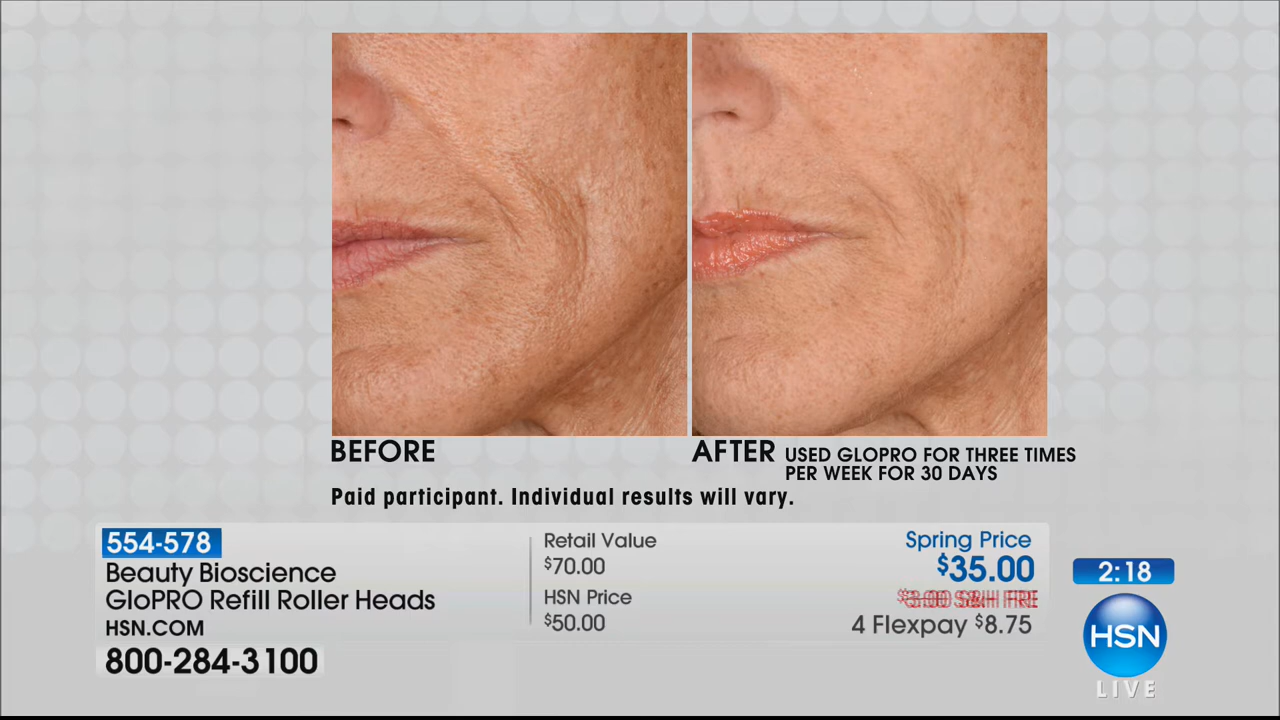 BEFORE
AFTER USED GLOPRO FOR THREE TIMES
PER WEEK FOR 30 DAYS
Paid participant. Individual results will vary.
554-578
Beauty Bioscience
GloPRO Refill Roller Heads
HSN.COM
800-284-3100
Retail Value
$70.00
HSN Price
$50.00
Spring Price
$35.00
4 Flexpay $8.75
2:18
HSN
LIVE